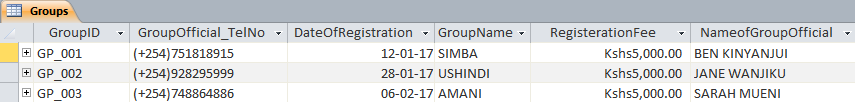 Groups
GroupID GroupOfficial_TelNo DateOfRegistration GroupName RegisterationFee NameofGroupOfficial
GP_001 (+254)751818915 12-01-17 SIMBA Kshs5,000.00 BEN KINYANJUI
GP_002 (+254)928295999 28-01-17 USHINDI Kshs5,000.00 JANE WANJIKU
GP_003 (+254)748864886 06-02-17 AMANI Kshs5,000.00 SARAH MUENI